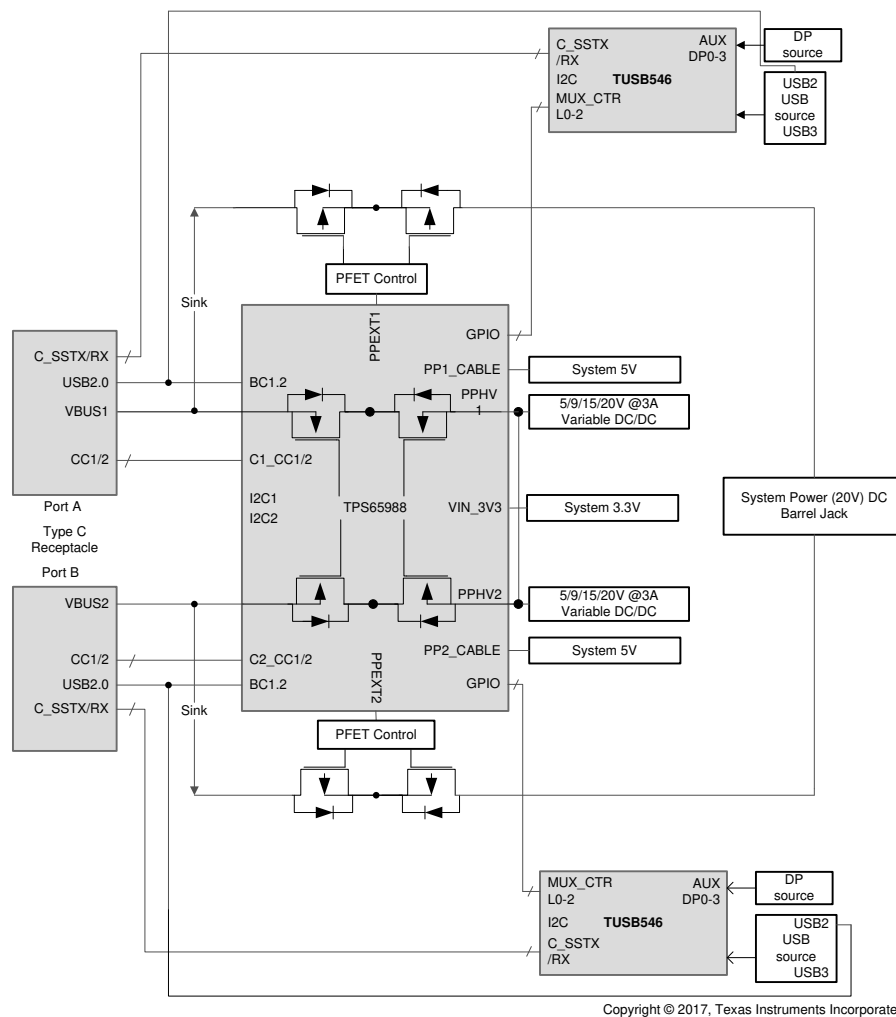 C_SSTX
/RX
I2C
TUSB546
MUX_CTR
L0-2
AUX
DP0-3
DP
source
USB2
USB
source
USB3
PFET Control
Sink
PPEXT1
GPIO
C_SSTX/RX
USB2.0
VBUS1
CC1/2
Port A
BC1.2
C1_CC1/2
I2C1
I2C2
TPS65988
PP1_CABLE
PPHV
1
VIN_3V3
System 5V
5/9/15/20V @3A
Variable DC/DC
System 3.3V
System Power (20V) DC
Barrel Jack
Type C
Receptacle
Port B
VBUS2
CC1/2
USB2.0
C_SSTX/RX
C2_CC1/2
BC1.2
PPHV2
PP2_CABLE
GPIO
PPEXT2
5/9/15/20V @3A
Variable DC/DC
System 5V
Sink
PFET Control
MUX_CTR
L0-2
I2C
TUSB546
C_SSTX
/RX
AUX
DP0-3
DP
source
USB2
USB
source
USB3
Copyright © 2017, Texas Instruments Incorporate